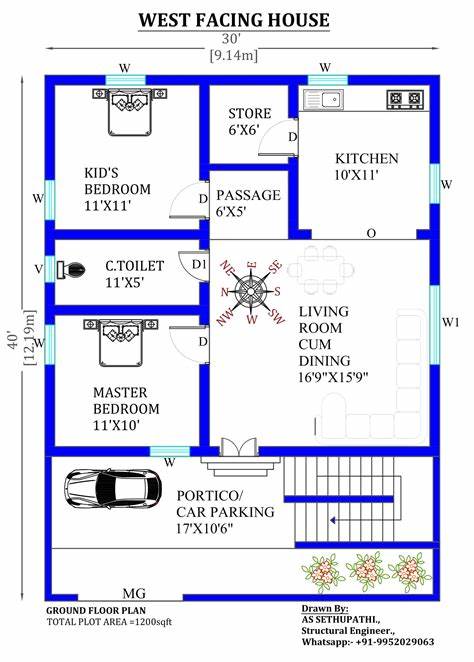 WEST FACING HOUSE
30'
[9.14m]
W
W
STORE
6'X6'
D
KITCHEN
10'X11'
KID'S
BEDROOM
11'X11'
W
D
PASSAGE
6'X5'
W
O
V
C.TOILET
11'X5'
D1
NE
E
SE
N
S
NW
W
SW
40'
[12.19m]
W
LIVING
ROOM
CUM
DINING
16'9"X15'9"
W1
D
MASTER
BEDROOM
11'X10'
W
PORTICO/
CAR PARKING
17'X10'6"
MG
GROUND FLOOR PLAN
TOTAL PLOT AREA =1200sqft
Drawn By:
AS SETHUPATHI.,
Structural Engineer.,
Whatsapp:- +91-9952029063